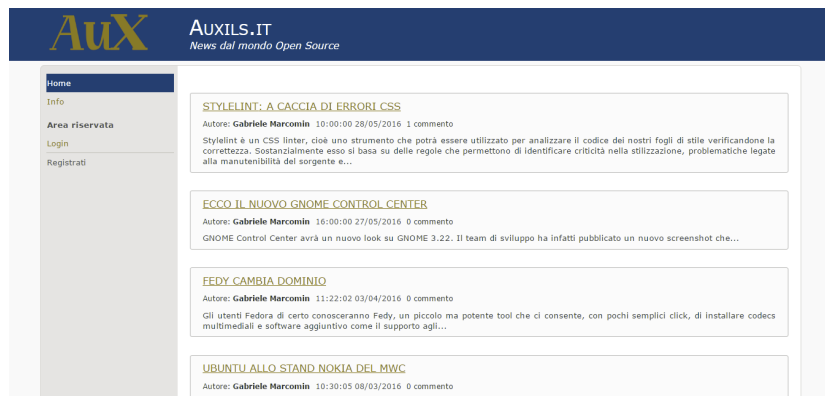 AuX
AUXILS.IT
News dal mondo Open Source
Home
Info
Area riservata
Login
Registrati
STYLELINT: A CACCIA DI ERRORI CSS
Autore: Gabriele Marcomin 10:00:00 28/05/2016 1 commento
Stylelint è un CSS linter, cioè uno strumento che potrà essere utilizzato per analizzare il codice dei nostri fogli di stile verificandone la
correttezza. Sostanzialmente esso si basa su delle regole che permettono di identificare criticità nella stilizzazione, problematiche legate
alla manutenibilità del sorgente e...
ECCO IL NUOVO GNOME CONTROL CENTER
Autore: Gabriele Marcomin 16:00:00 27/05/2016 0 commento
GNOME Control Center avrà un nuovo look su GNOME 3.22. Il team di sviluppo ha infatti pubblicato un nuovo screenshot che...
FEDY CAMBIA DOMINIO
Autore: Gabriele Marcomin 11:22:02 03/04/2016 0 commento
Gli utenti Fedora di certo conosceranno Fedy, un piccolo ma potente tool che ci consente, con pochi semplici click, di installare codecs
multimediali e software aggiuntivo come il supporto agli...
UBUNTU ALLO STAND NOKIA DEL MWC
Autore: Gabriele Marcomin 10:30:05 08/03/2016 0 commento